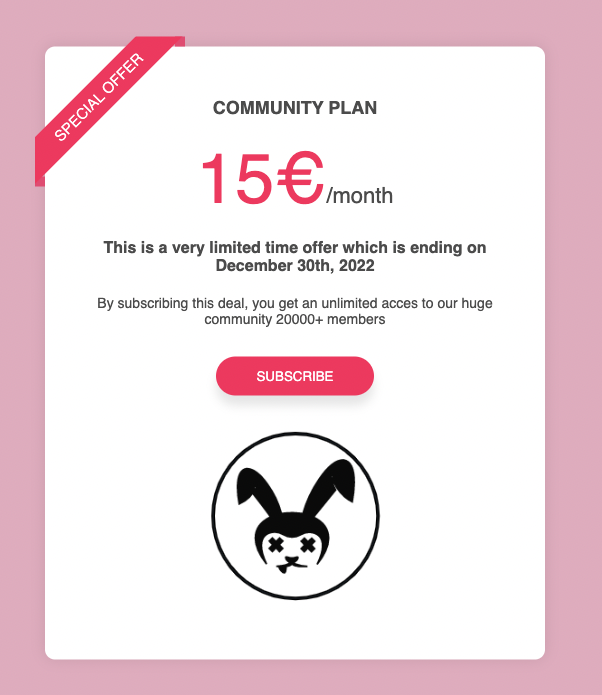 SPECIAL OFFER
COMMUNITY PLAN
15€/month
This is a very limited time offer which is ending on
December 30th, 2022
By subscribing this deal, you get an unlimited acces to our huge
community 20000+ members
SUBSCRIBE